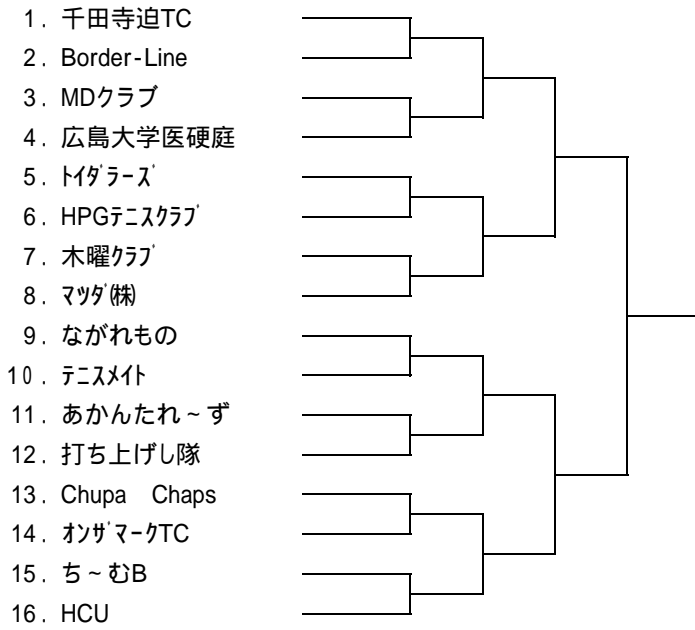 1. 千田寺迫TC
2. Border-Line
3. MDクラブ
4. 広島大学医硬庭
5. ﾄｲﾀﾞﾗｰｽﾞ
6. HPGﾃﾆｽｸﾗﾌﾞ
7. 木曜ｸﾗﾌﾞ
8. ﾏﾂﾀﾞ㈱
9. ながれもの
10. ﾃﾆｽﾒｲﾄ
11. あかんたれ～ず
12. 打ち上げし隊
13. Chupa　Chaps
14. ｵﾝｻﾞﾏｰｸTC
15. ち～むB
16. HCU